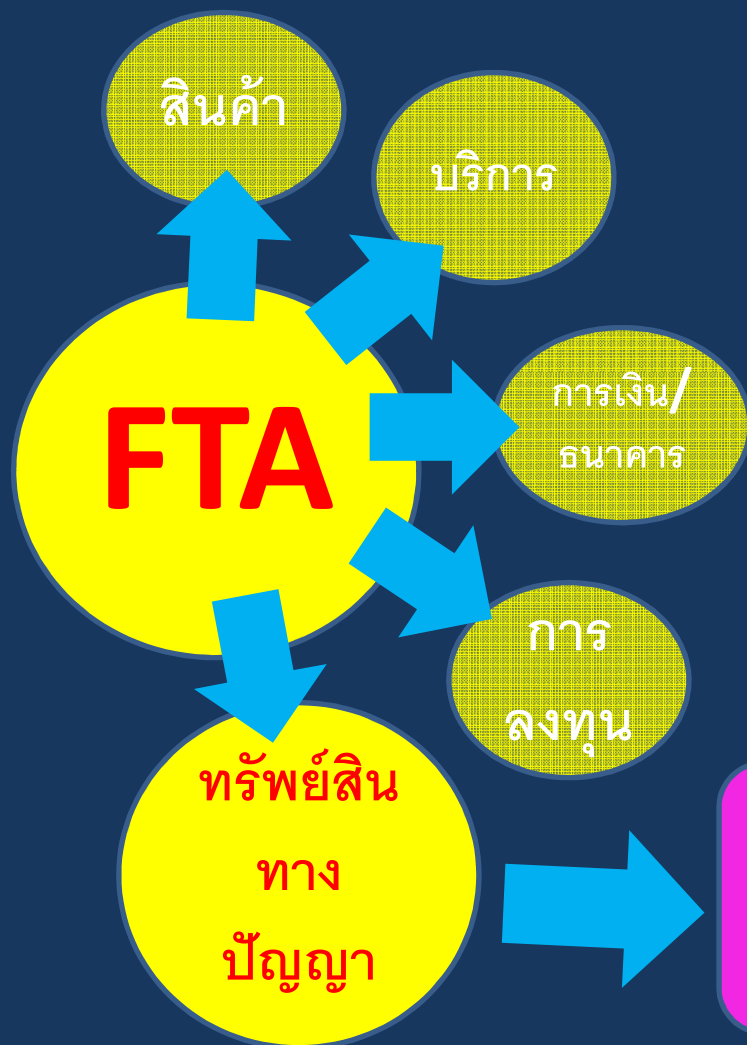 สินค้า
บริการ
FTA
การเงิน/
ธนาคาร
การ
ลงทุน
ทรัพย์สิน
ทาง
ปัญญา